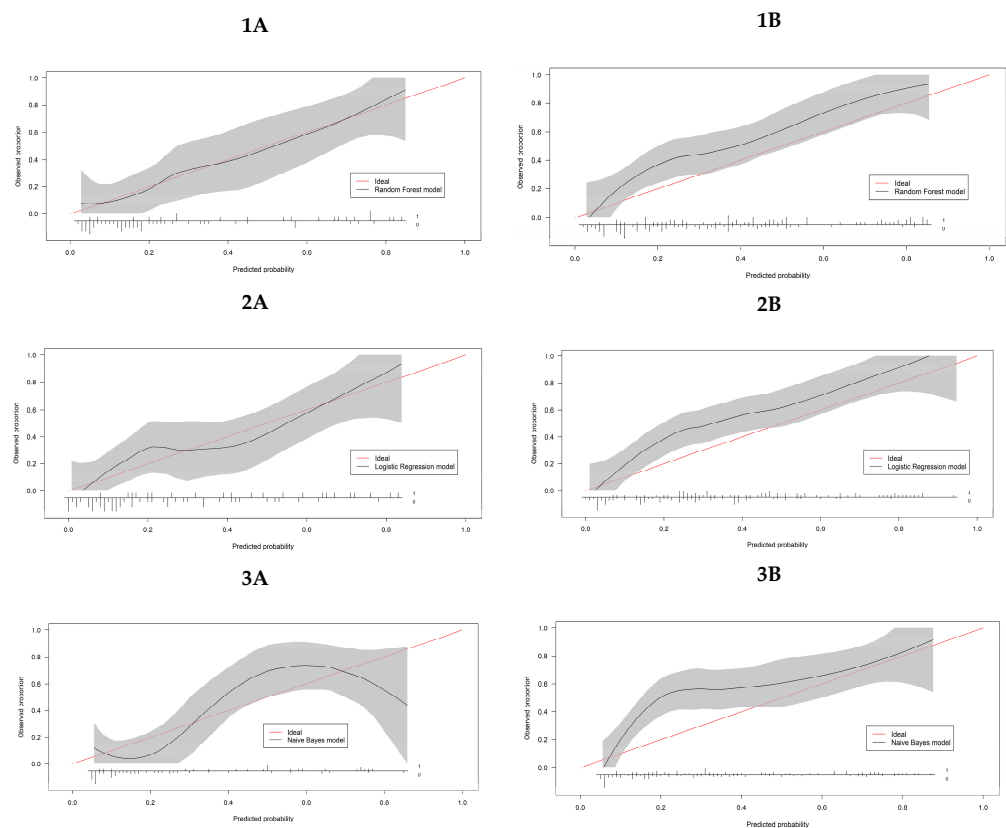 1A
1.0
0.8
0.6
0.4
0.2
0.0
Observed proportion
Ideal
Random Forest model
1
0
0.0 0.2 0.4 0.6 0.8 1.0
Predicted probability
1B
1.0
0.8
0.6
0.4
0.2
0.0
Observed proportion
Ideal
Random Forest model
1
0
0.0 0.2 0.4 0.6 0.8 1.0
Predicted probability
2A
1.0
0.8
0.6
0.4
0.2
0.0
Observed proportion
Ideal
Logistic Regression model
1
0
0.0 0.2 0.4 0.6 0.8 1.0
Predicted probability
2B
1.0
0.8
0.6
0.4
0.2
0.0
Observed proportion
Ideal
Logistic Regression model
1
0
0.0 0.2 0.4 0.6 0.8 1.0
Predicted probability
3A
1.0
0.8
0.6
0.4
0.2
0.0
Observed proportion
Ideal
Naive Bayes model
1
0
0.0 0.2 0.4 0.6 0.8 1.0
Predicted probability
3B
1.0
0.8
0.6
0.4
0.2
0.0
Observed proportion
Ideal
Naive Bayes model
1
0
0.0 0.2 0.4 0.6 0.8 1.0
Predicted probability